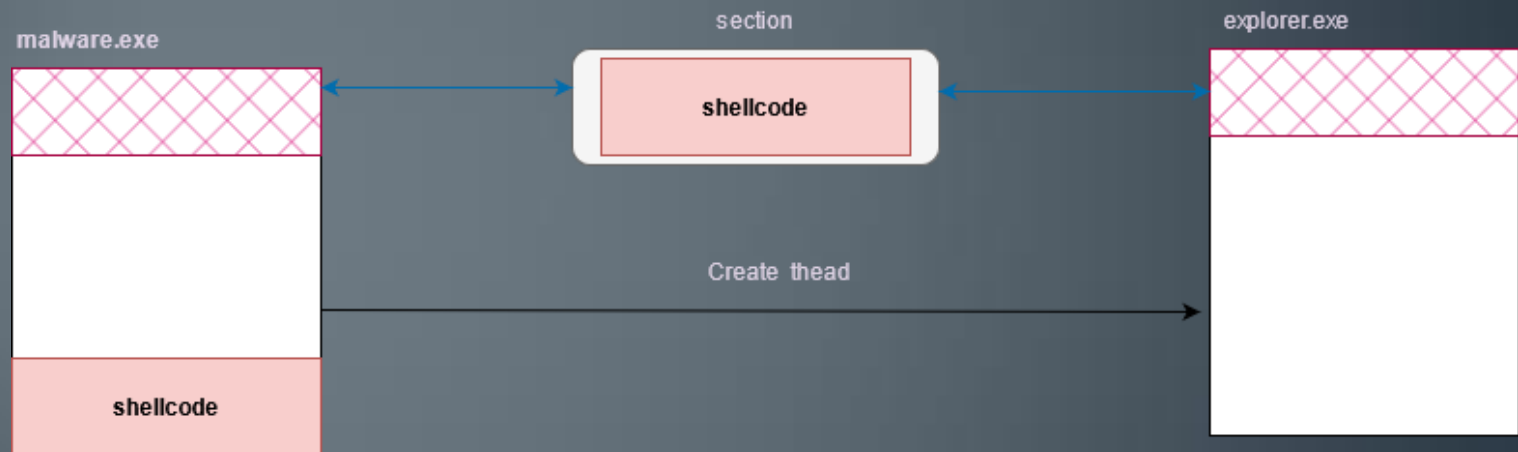 malware.exe
section
explorer.exe
shellcode
Create thead
shellcode